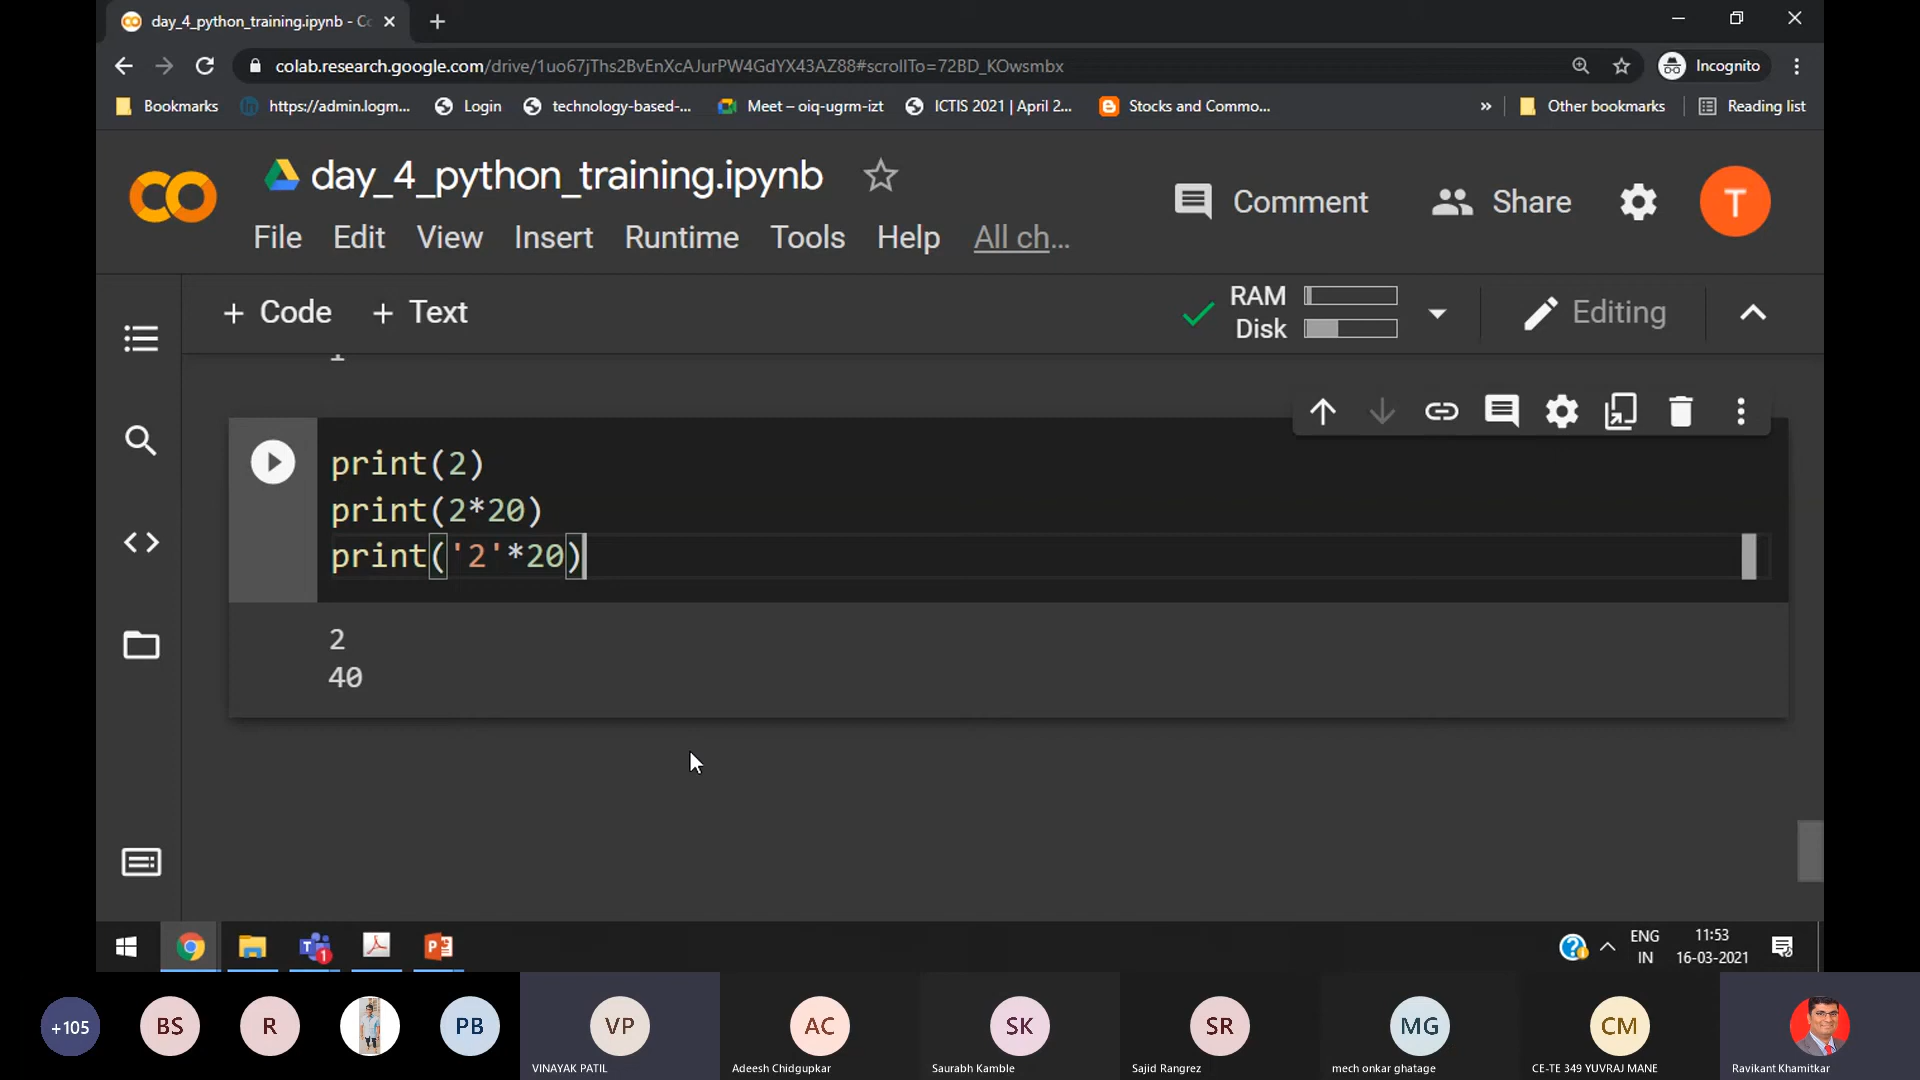 day_4_python_training.ipynb - Co
colab.research.google.com/drive/1uo67jThs2BvEnXcAJurPW4GdYX43AZ88#scrollTo=72BD_KOwsmbx
Incognito
Bookmarks
https://admin.logm...
Login
technology-based-...
Meet – oiq-ugrm-izt
ICTIS 2021 | April 2...
Stocks and Commo...
»
Other bookmarks
Reading list
day_4_python_training.ipynb
Comment
Share
T
File Edit View Insert Runtime Tools Help All ch...
+ Code + Text
RAM
Disk
Editing
1
print(2)
print(2*20)
print('2'*20)
2
40
ENG
IN
11:53
16-03-2021
+105
BS
R
PB
VP
AC
SK
SR
MG
CM
VINAYAK PATIL
Adeesh Chidgupkar
Saurabh Kamble
Sajid Rangrez
mech onkar ghatage
CE-TE 349 YUVRAJ MANE
Ravikant Khamitkar